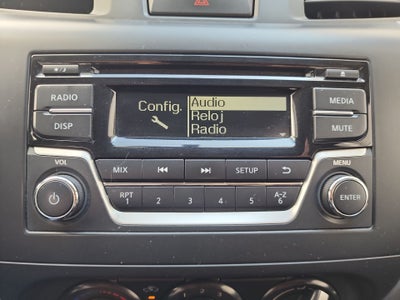 RADIO
DISP
Config.
Audio
Reloj
Radio
MEDIA
MUTE
VOL
MIX
SETUP
MENU
RPT
1
2
3
4
5
A-Z
6
ENTER